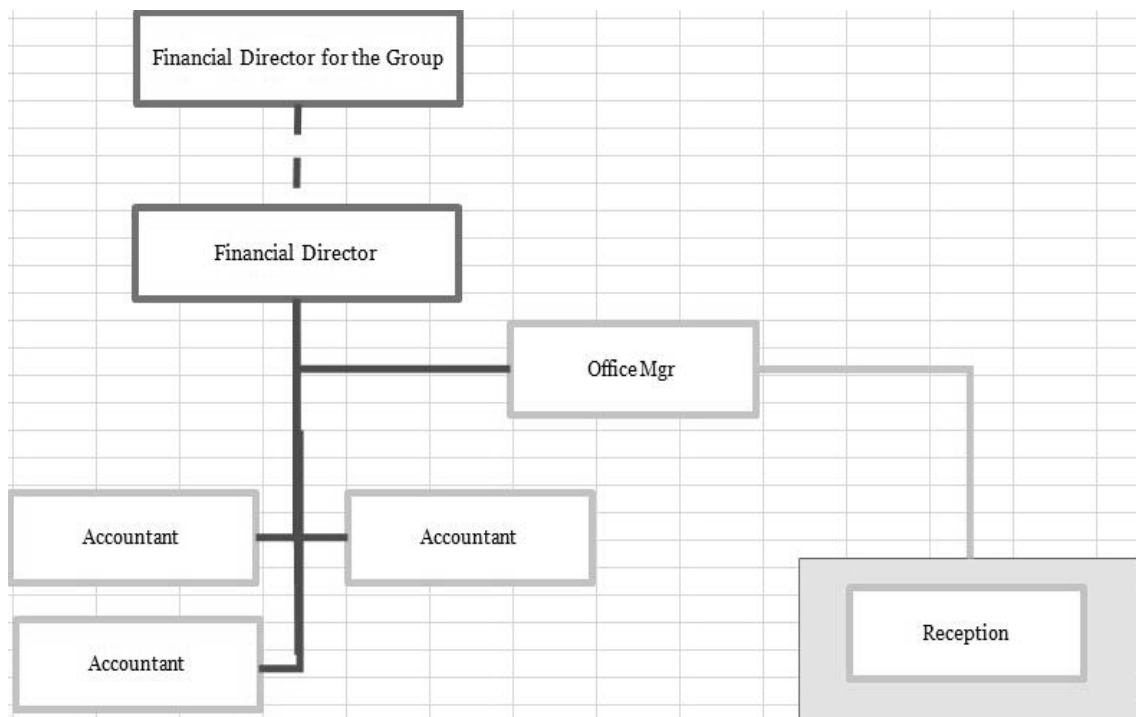 Financial Director for the Group
Financial Director
Office Mgr
Accountant
Accountant
Accountant
Reception